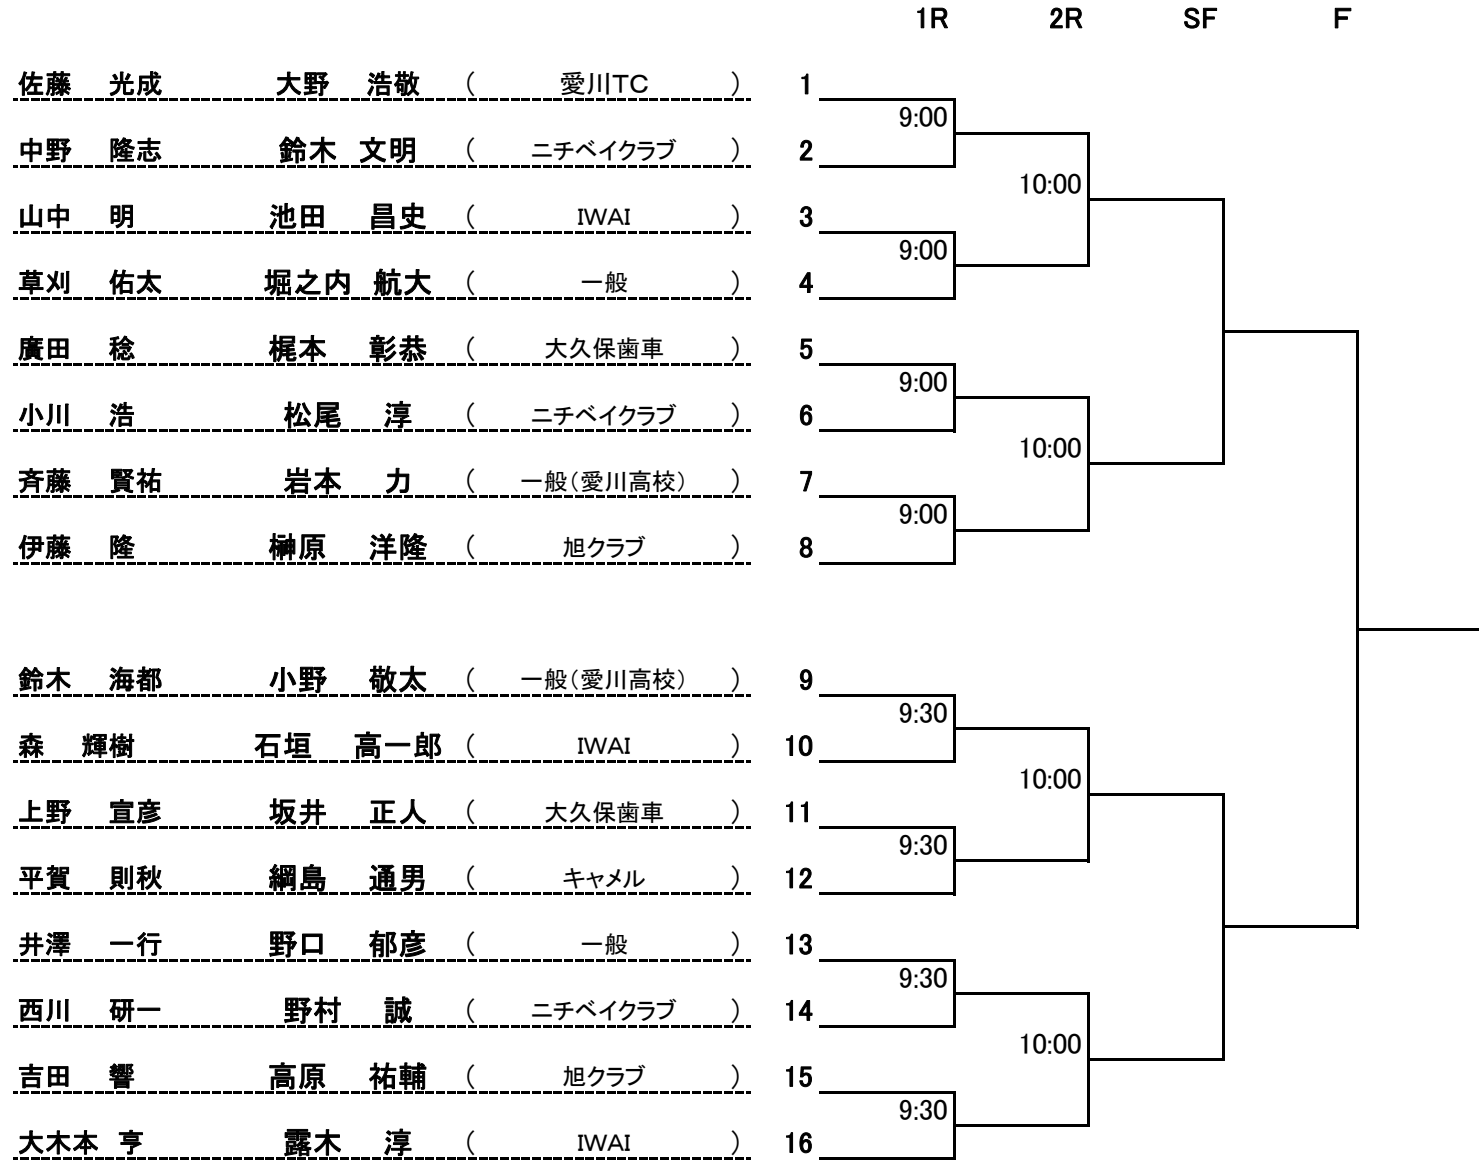 1R 2R SF F
佐藤 光成 大野 浩敬 （ 愛川TC ） 1
9:00
中野 隆志 鈴木 文明 （ ニチベイクラブ ） 2
10:00
山中 明 池田 昌史 （ IWAI ） 3
9:00
草刈 佑太 堀之内 航大 （ 一般 ） 4
廣田 稔 梶本 彰恭 （ 大久保歯車 ） 5
9:00
小川 浩 松尾 淳 （ ニチベイクラブ ） 6
10:00
斉藤 賢祐 岩本 力 （ 一般（愛川高校） ） 7
9:00
伊藤 隆 榊原 洋隆 （ 旭クラブ ） 8
鈴木 海都 小野 敬太 （ 一般（愛川高校） ） 9
9:30
森 輝樹 石垣 高一郎 （ IWAI ） 10
10:00
上野 宣彦 坂井 正人 （ 大久保歯車 ） 11
9:30
平賀 則秋 綱島 通男 （ キャメル ） 12
井澤 一行 野口 郁彦 （ 一般 ） 13
9:30
西川 研一 野村 誠 （ ニチベイクラブ ） 14
10:00
吉田 響 高原 祐輔 （ 旭クラブ ） 15
9:30
大木本 亨 露木 淳 （ IWAI ） 16